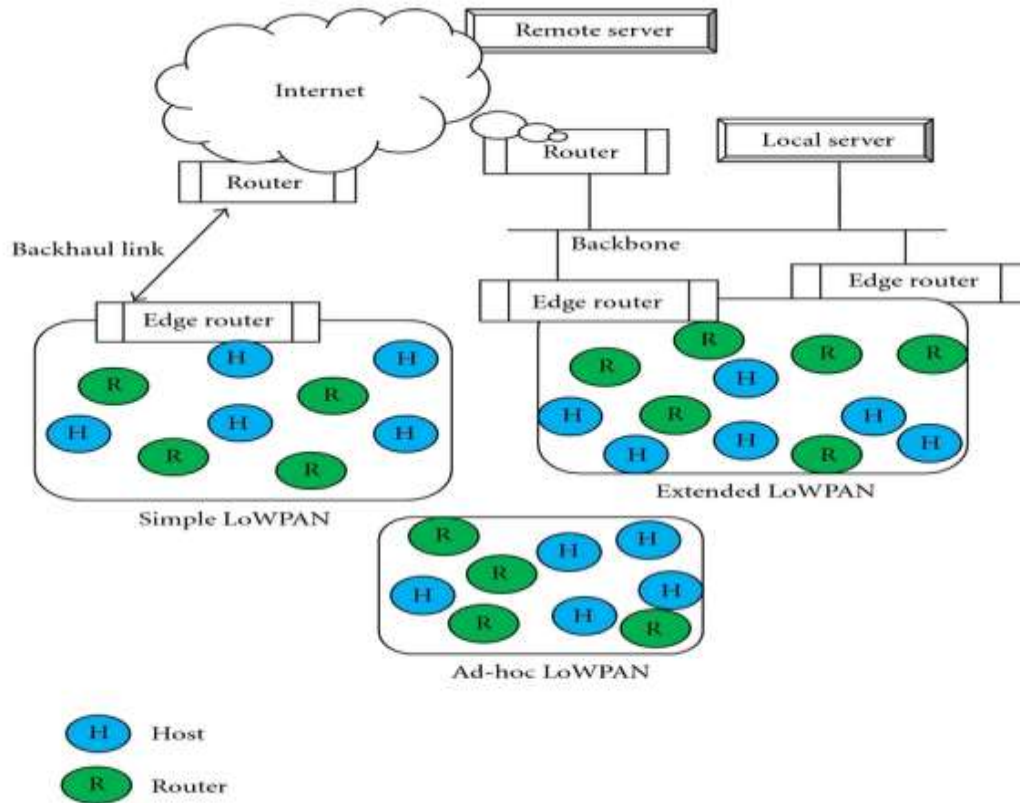 Remote server
Internet
Router
Local server
Router
Backhaul link
Backbone
Edge router
Edge router
Edge router
H
H
R
R
H
H
H
R
R
R
R
R
R
H
H
R
H
H
H
H
R
Simple LoWPAN
Extended LoWPAN
R
H
H
R
H
H
H
R
R
Ad-hoc LoWPAN
H Host
R Router